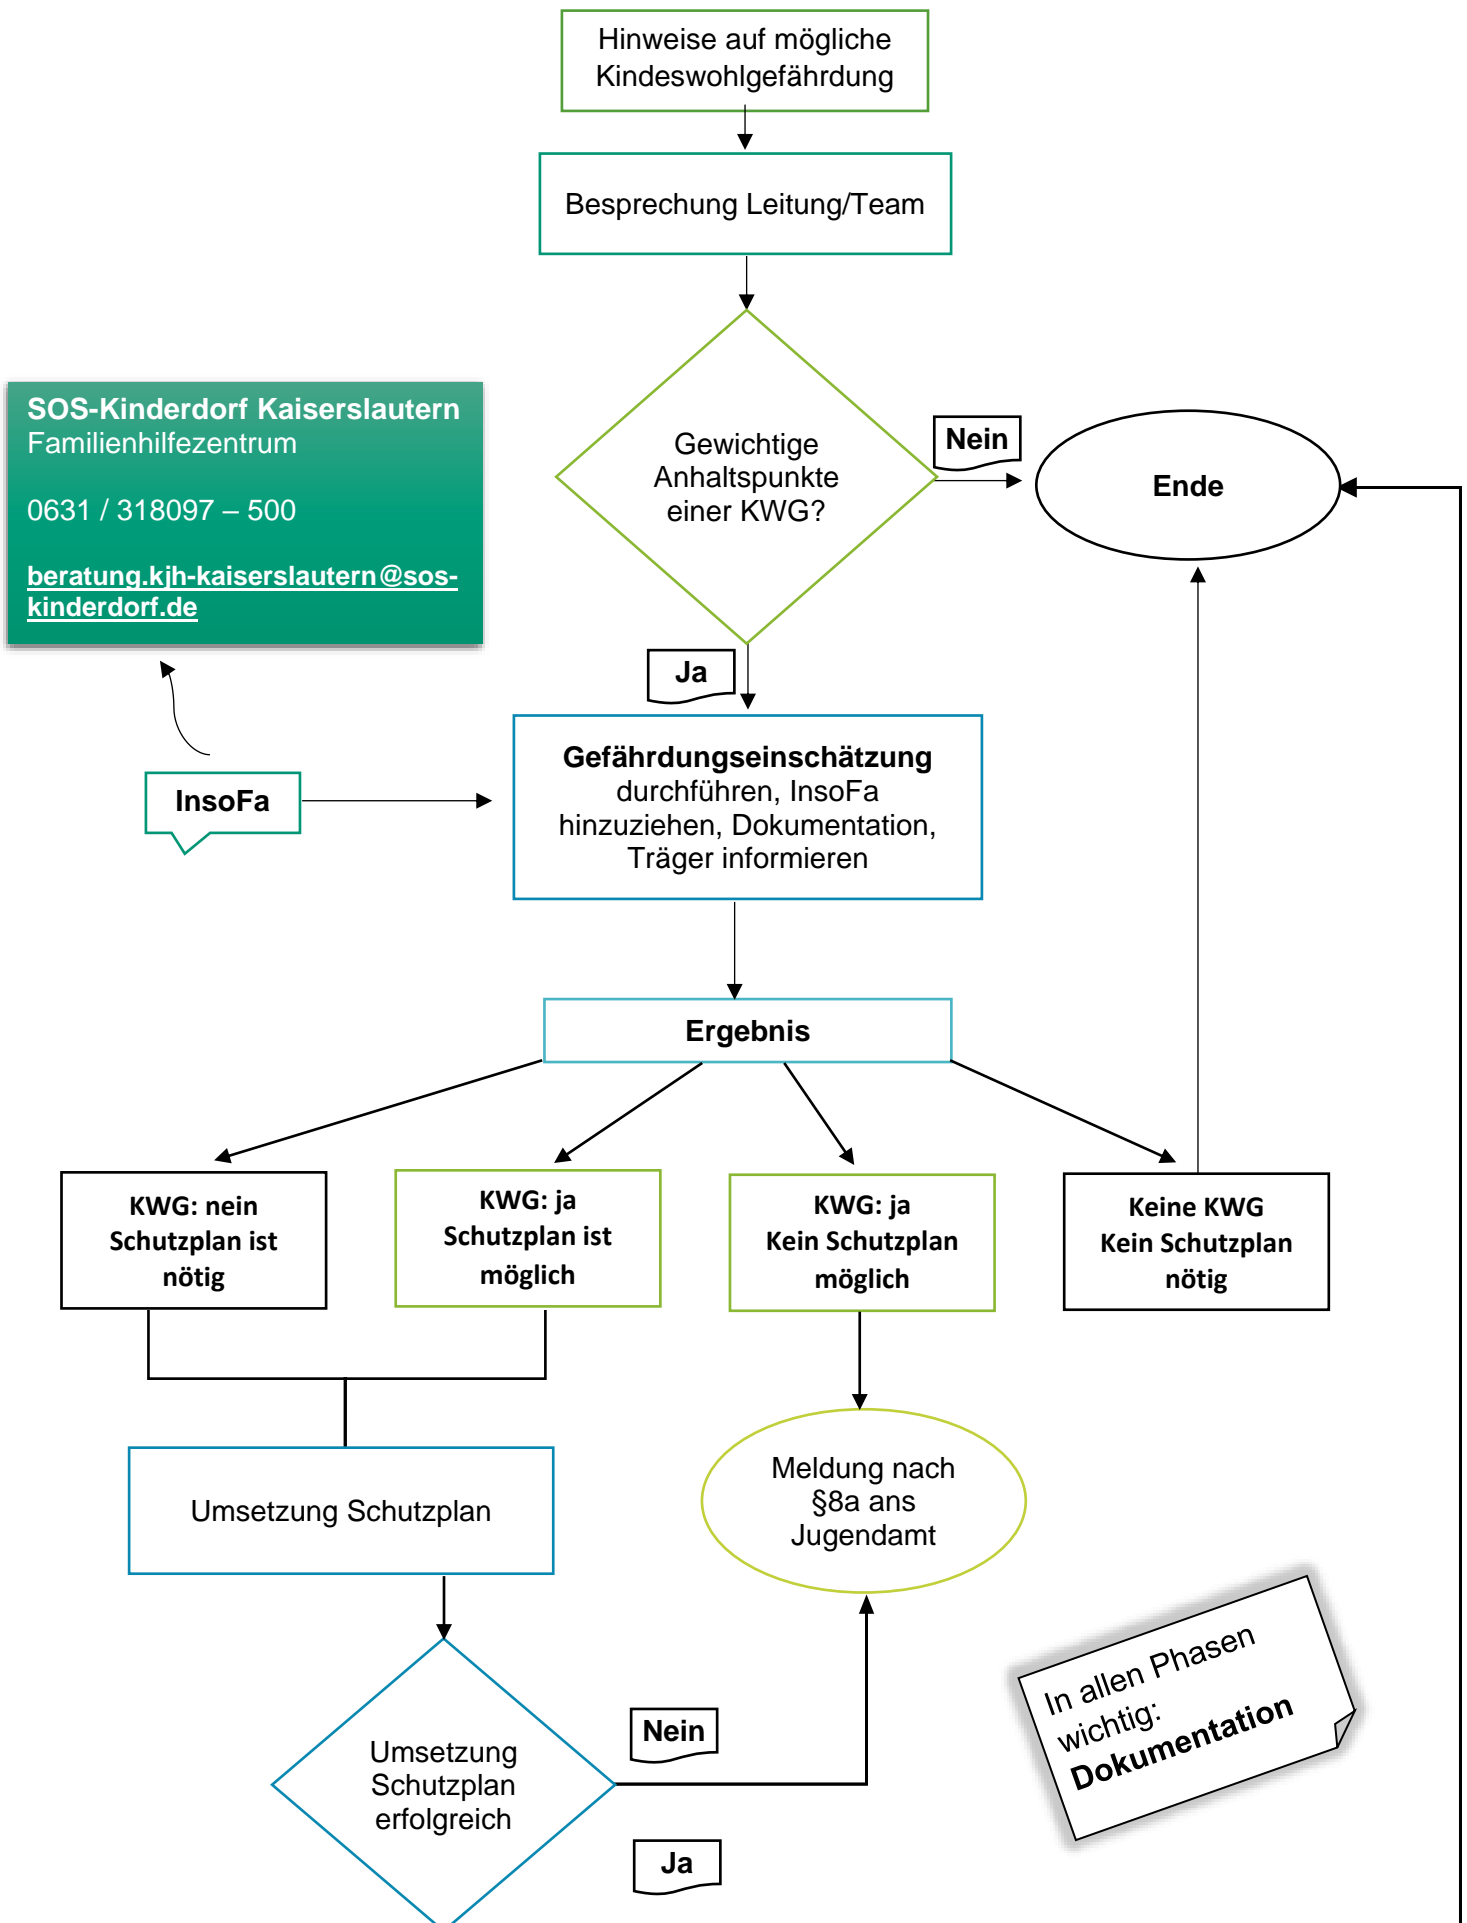 Hinweise auf mögliche
Kindeswohlgefährdung
Besprechung Leitung/Team
SOS-Kinderdorf Kaiserslautern
Familienhilfezentrum
0631 / 318097 – 500
beratung.kjh-kaiserslautern@sos-
kinderdorf.de
Gewichtige
Anhaltspunkte
einer KWG?
Nein
Ende
Ja
InsoFa
Gefährdungseinschätzung
durchführen, InsoFa
hinzuziehen, Dokumentation,
Träger informieren
Ergebnis
KWG: nein
Schutzplan ist
nötig
KWG: ja
Schutzplan ist
möglich
KWG: ja
Kein Schutzplan
möglich
Keine KWG
Kein Schutzplan
nötig
Umsetzung Schutzplan
Meldung nach
§8a ans
Jugendamt
Umsetzung
Schutzplan
erfolgreich
Nein
Ja
In allen Phasen
wichtig:
Dokumentation